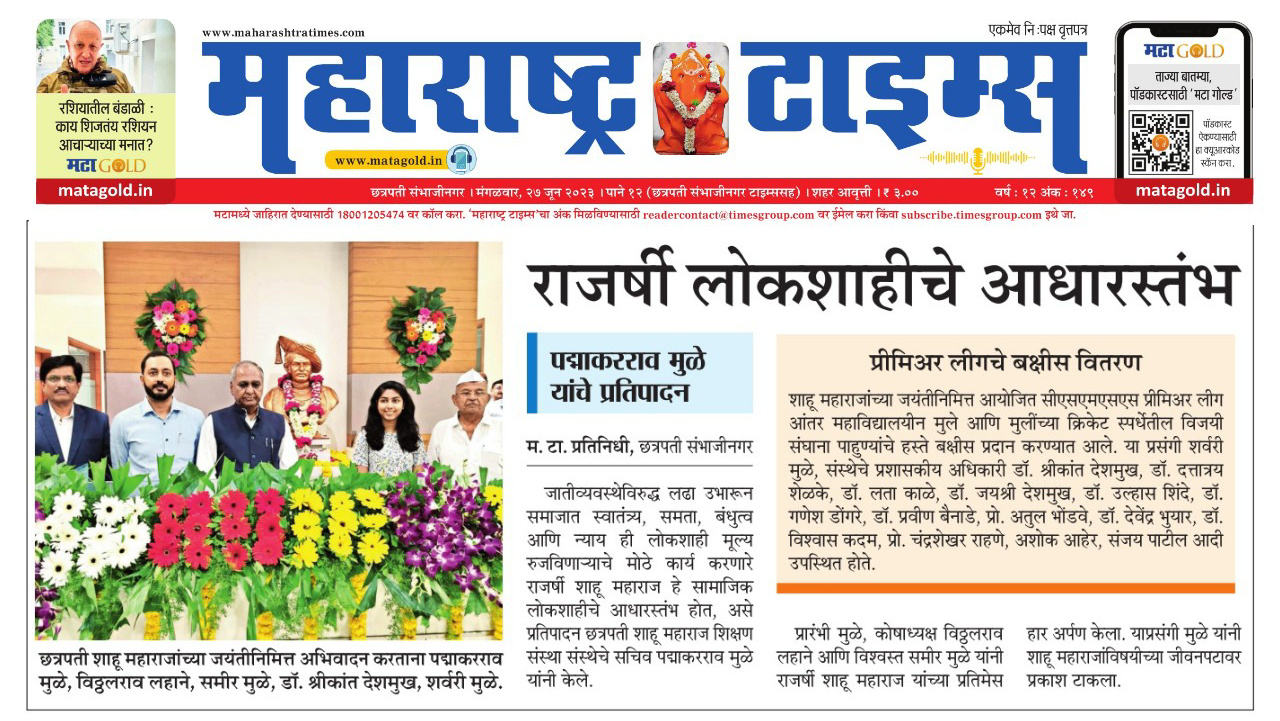 www.maharashtratimes.com
एकमेव नि :पक्ष वृत्तपत्र
महाराष्ट्र टाइम्स
www.matagold.in
रशियातील बंडाळी :
काय शिजतंय रशियन
आचाऱ्याच्या मनात?
मटा GOLD
matagold.in
मटा GOLD
ताज्या बातम्या,
पॉडकास्टसाठी 'मटा गोल्ड'
पॉडकास्ट
ऐकण्यासाठी
हा क्यूआरकोड
स्कॅन करा.
matagold.in
छत्रपती संभाजीनगर । मंगळवार, २७ जून २०२३ । पाने १२ (छत्रपती संभाजीनगर टाइम्ससह) । शहर आवृत्ती । ₹ ३.००
वर्ष : १२ अंक : १४९
मटामध्ये जाहिरात देण्यासाठी 18001205474 वर कॉल करा. 'महाराष्ट्र टाइम्स'चा अंक मिळविण्यासाठी readercontact@timesgroup.com वर ईमेल करा किंवा subscribe.timesgroup.com इथे जा.
छत्रपती शाहू महाराजांच्या जयंतीनिमित्त अभिवादन करताना पद्माकरराव
मुळे, विठ्ठलराव लहाने, समीर मुळे, डॉ. श्रीकांत देशमुख, शर्वरी मुळे.
राजर्षी लोकशाहीचे आधारस्तंभ
पद्माकरराव मुळे
यांचे प्रतिपादन
म. टा. प्रतिनिधी, छत्रपती संभाजीनगर
जातीव्यवस्थेविरुद्ध लढा उभारून
समाजात स्वातंत्र्य, समता, बंधुत्व
आणि न्याय ही लोकशाही मूल्य
रुजविणाऱ्याचे मोठे कार्य करणारे
राजर्षी शाहू महाराज हे सामाजिक
लोकशाहीचे आधारस्तंभ होत, असे
प्रतिपादन छत्रपती शाहू महाराज शिक्षण
संस्था संस्थेचे सचिव पद्माकरराव मुळे
यांनी केले.
प्रीमिअर लीगचे बक्षीस वितरण
शाहू महाराजांच्या जयंतीनिमित्त आयोजित सीएसएमएसएस प्रीमिअर लीग
आंतर महाविद्यालयीन मुले आणि मुलींच्या क्रिकेट स्पर्धेतील विजयी
संघाना पाहुण्यांचे हस्ते बक्षीस प्रदान करण्यात आले. या प्रसंगी शर्वरी
मुळे, संस्थेचे प्रशासकीय अधिकारी डॉ. श्रीकांत देशमुख, डॉ. दत्तात्रय
शेळके, डॉ. लता काळे, डॉ. जयश्री देशमुख, डॉ. उल्हास शिंदे, डॉ.
गणेश डोंगरे, डॉ. प्रवीण बैनाडे, प्रो. अतुल भोंडवे, डॉ. देवेंद्र भुयार, डॉ.
विश्वास कदम, प्रो. चंद्रशेखर राहणे, अशोक आहेर, संजय पाटील आदी
उपस्थित होते.
प्रारंभी मुळे, कोषाध्यक्ष विठ्ठलराव
लहाने आणि विश्वस्त समीर मुळे यांनी
राजर्षी शाहू महाराज यांच्या प्रतिमेस
हार अर्पण केला. याप्रसंगी मुळे यांनी
शाहू महाराजांविषयीच्या जीवनपटावर
प्रकाश टाकला.